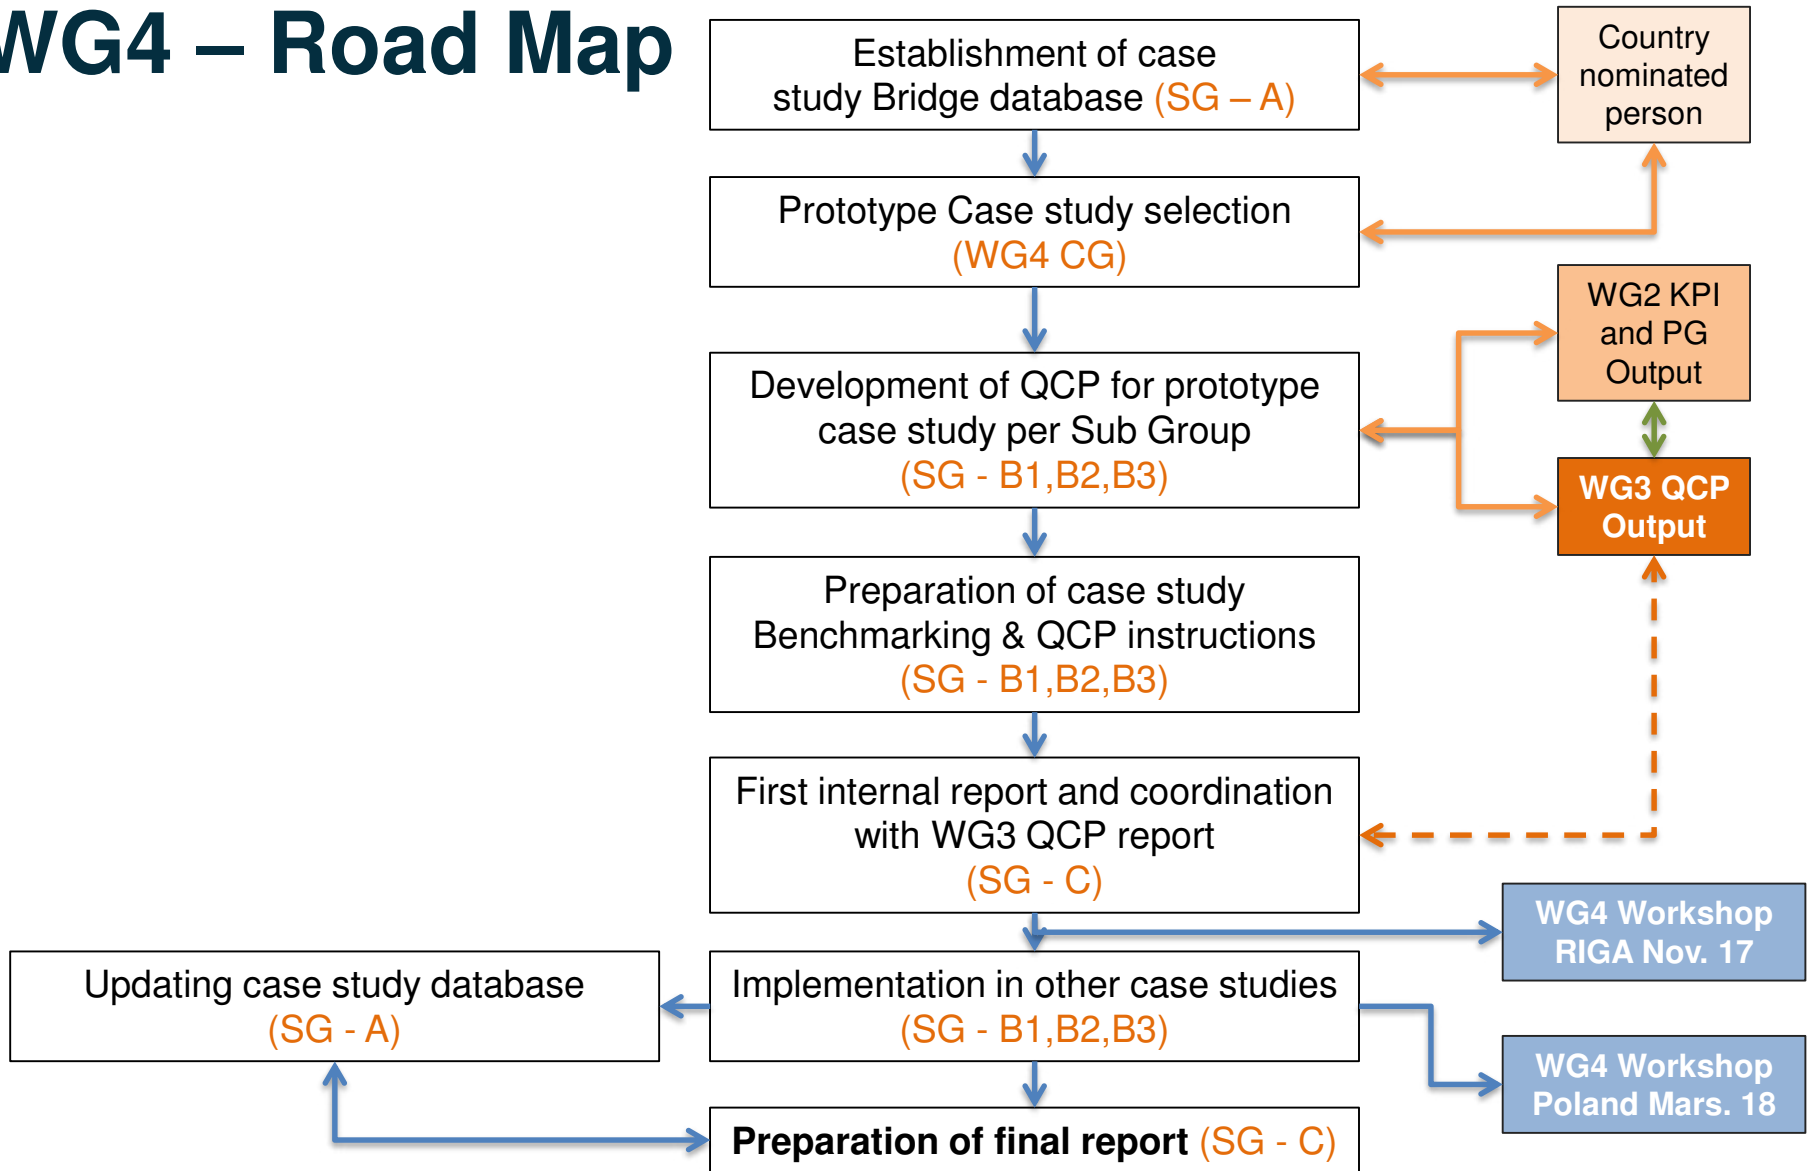 WG4 – Road Map
Establishment of case
study Bridge database (SG – A)
Country
nominated
person
Prototype Case study selection
(WG4 CG)
WG2 KPI
and PG
Output
Development of QCP for prototype
case study per Sub Group
(SG - B1,B2,B3)
WG3 QCP
Output
Preparation of case study
Benchmarking & QCP instructions
(SG - B1,B2,B3)
First internal report and coordination
with WG3 QCP report
(SG - C)
WG4 Workshop
RIGA Nov. 17
Updating case study database
(SG - A)
Implementation in other case studies
(SG - B1,B2,B3)
WG4 Workshop
Poland Mars. 18
Preparation of final report (SG - C)